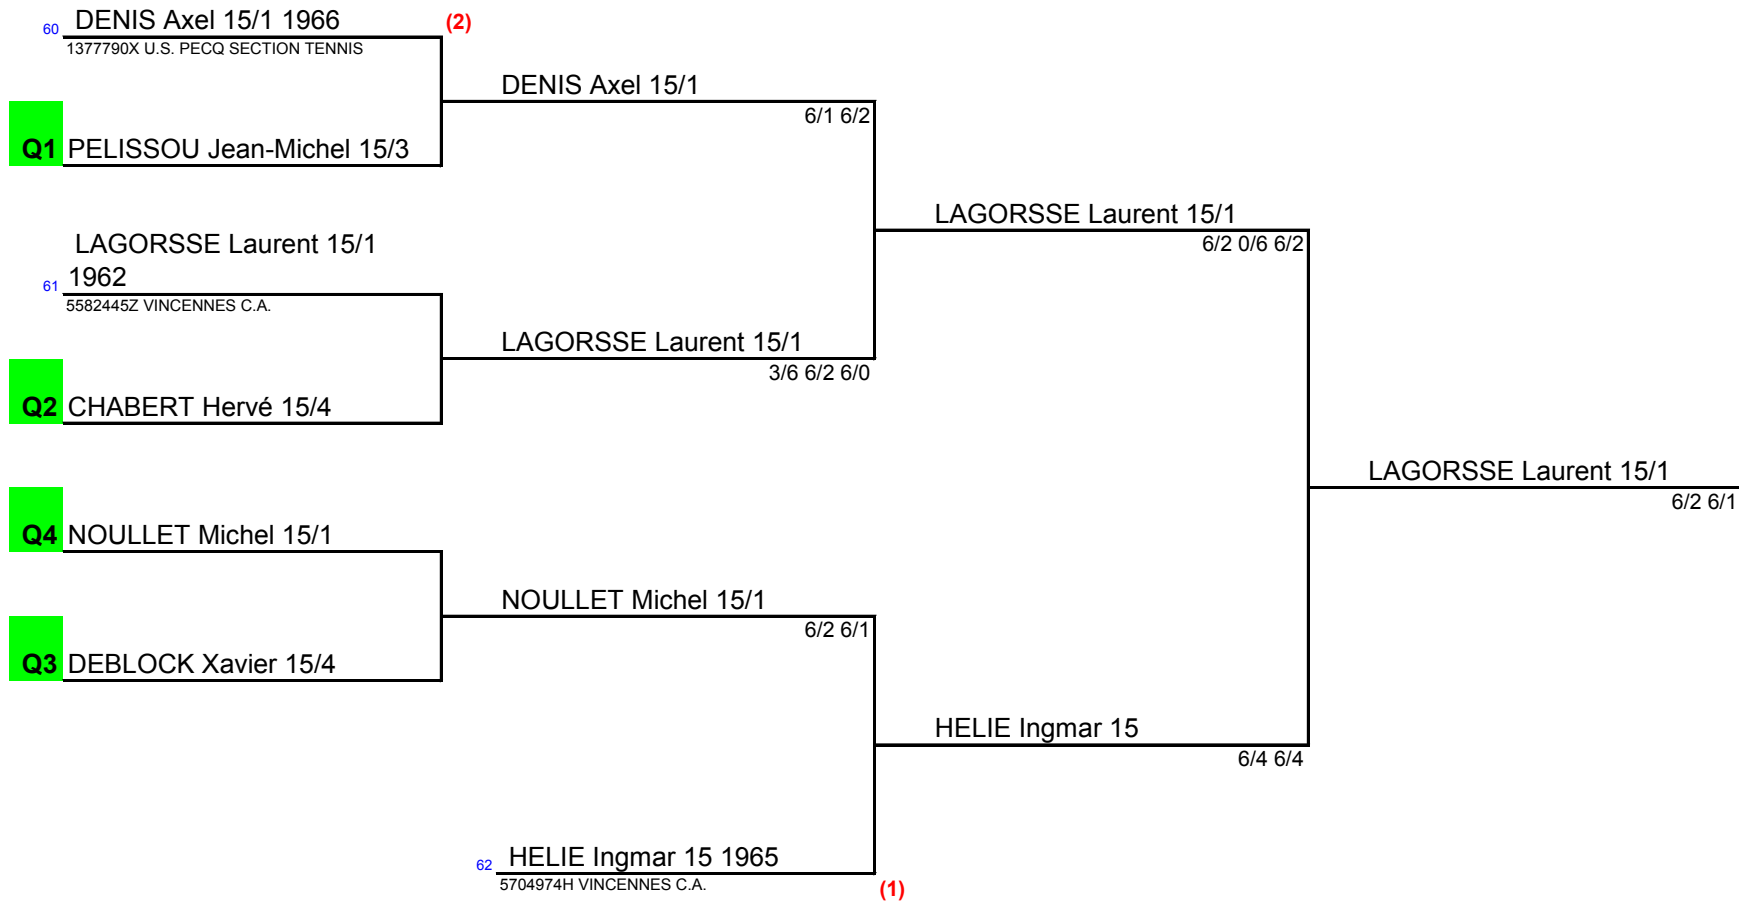 60 DENIS Axel 15/1 1966 (2)
1377790X U.S. PECQ SECTION TENNIS
DENIS Axel 15/1
6/1 6/2
Q1 PELISSOU Jean-Michel 15/3
LAGORSSE Laurent 15/1
6/2 0/6 6/2
LAGORSSE Laurent 15/1
61 1962
5582445Z VINCENNES C.A.
LAGORSSE Laurent 15/1
3/6 6/2 6/0
Q2 CHABERT Hervé 15/4
LAGORSSE Laurent 15/1
6/2 6/1
Q4 NOULLET Michel 15/1
NOULLET Michel 15/1
6/2 6/1
Q3 DEBLOCK Xavier 15/4
HELIE Ingmar 15
6/4 6/4
62 HELIE Ingmar 15 1965
5704974H VINCENNES C.A. (1)